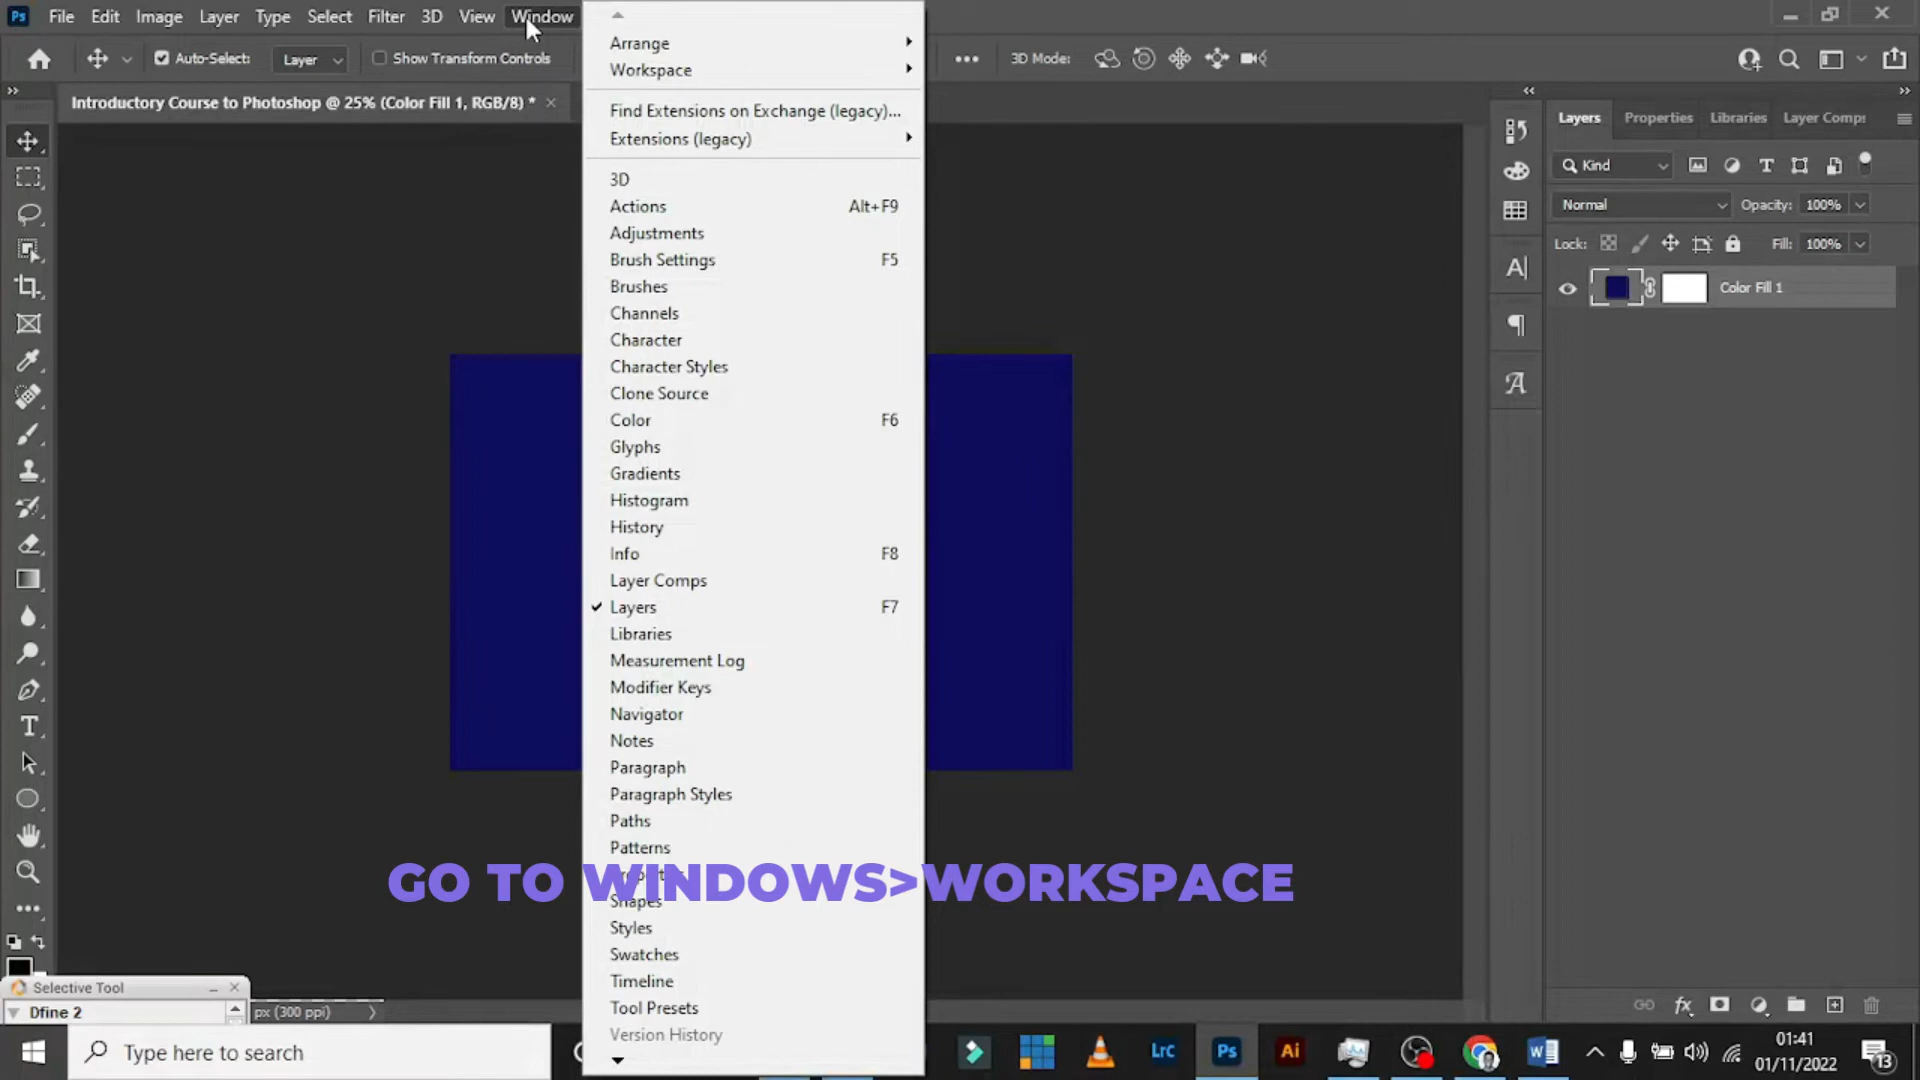 Ps File Edit Image Layer Type Select Filter 3D View Window
Auto-Select: Layer Show Transform Controls ••• 3D Mode:
Introductory Course to Photoshop @ 25% (Color Fill 1, RGB/8) * ×
Arrange
Workspace
Find Extensions on Exchange (legacy)...
Extensions (legacy)
3D
Actions Alt+F9
Adjustments
Brush Settings F5
Brushes
Channels
Character
Character Styles
Clone Source
Color F6
Glyphs
Gradients
Histogram
History
Info F8
Layer Comps
Layers F7
Libraries
Measurement Log
Modifier Keys
Navigator
Notes
Paragraph
Paragraph Styles
Paths
Patterns
GO TO WINDOWS>WORKSPACE
Shapes
Styles
Swatches
Timeline
Tool Presets
Version History
Layers Properties Libraries Layer Comps
Kind
Normal Opacity: 100%
Lock: Fill: 100%
Color Fill 1
Selective Tool
Dfine 2
px (300 ppi)
Type here to search
LrC Ps Ai
01:41
01/11/2022
13